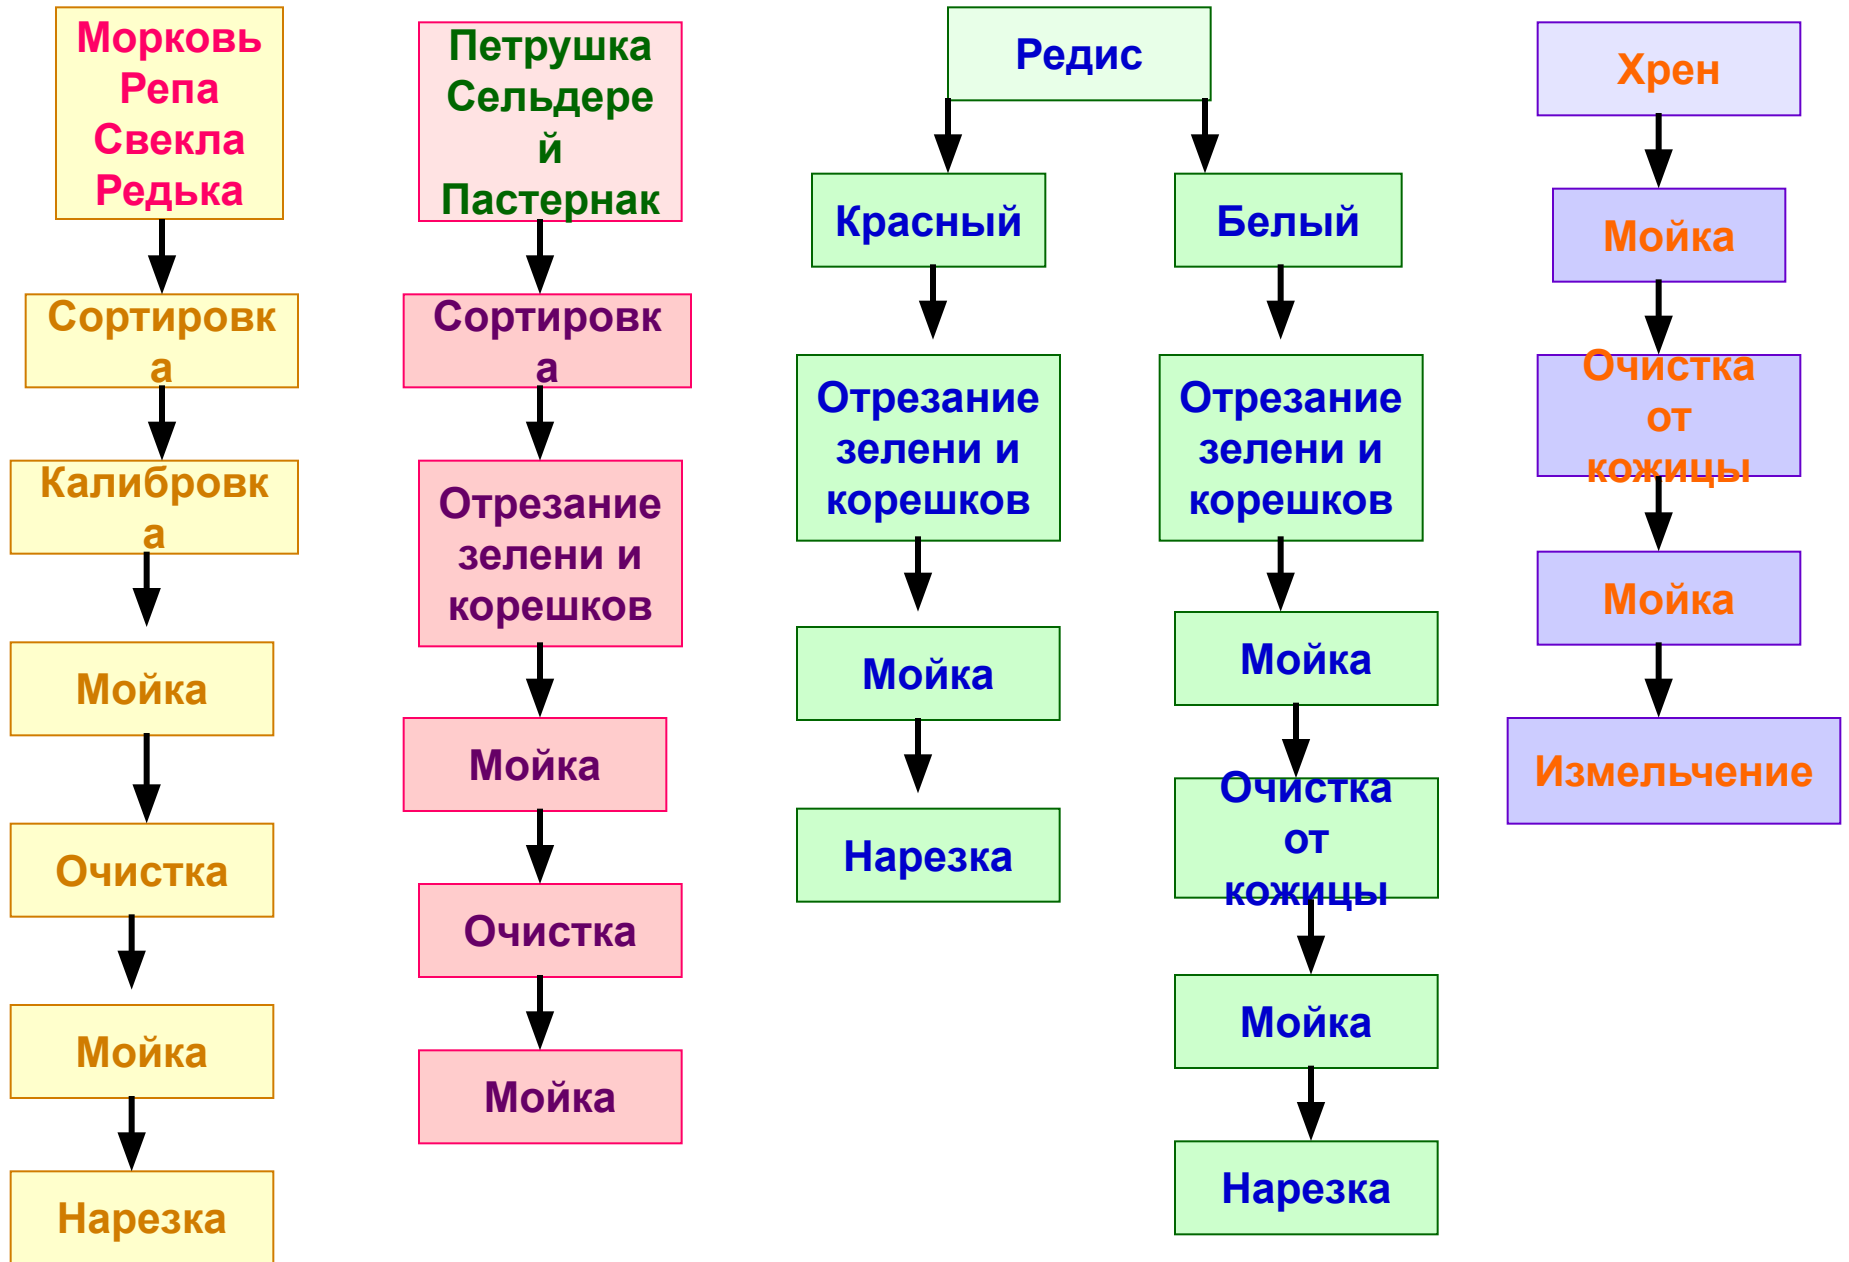 Морковь
Репа
Свекла
Редька
Сортировк
а
Калибровк
а
Мойка
Очистка
Мойка
Нарезка
Петрушка
Сельдере
й
Пастернак
Сортировк
а
Отрезание
зелени и
корешков
Мойка
Очистка
Мойка
Редис
Красный
Отрезание
зелени и
корешков
Мойка
Нарезка
Белый
Отрезание
зелени и
корешков
Мойка
Очистка
от
кожицы
Мойка
Нарезка
Хрен
Мойка
Очистка
от
кожицы
Мойка
Измельчение